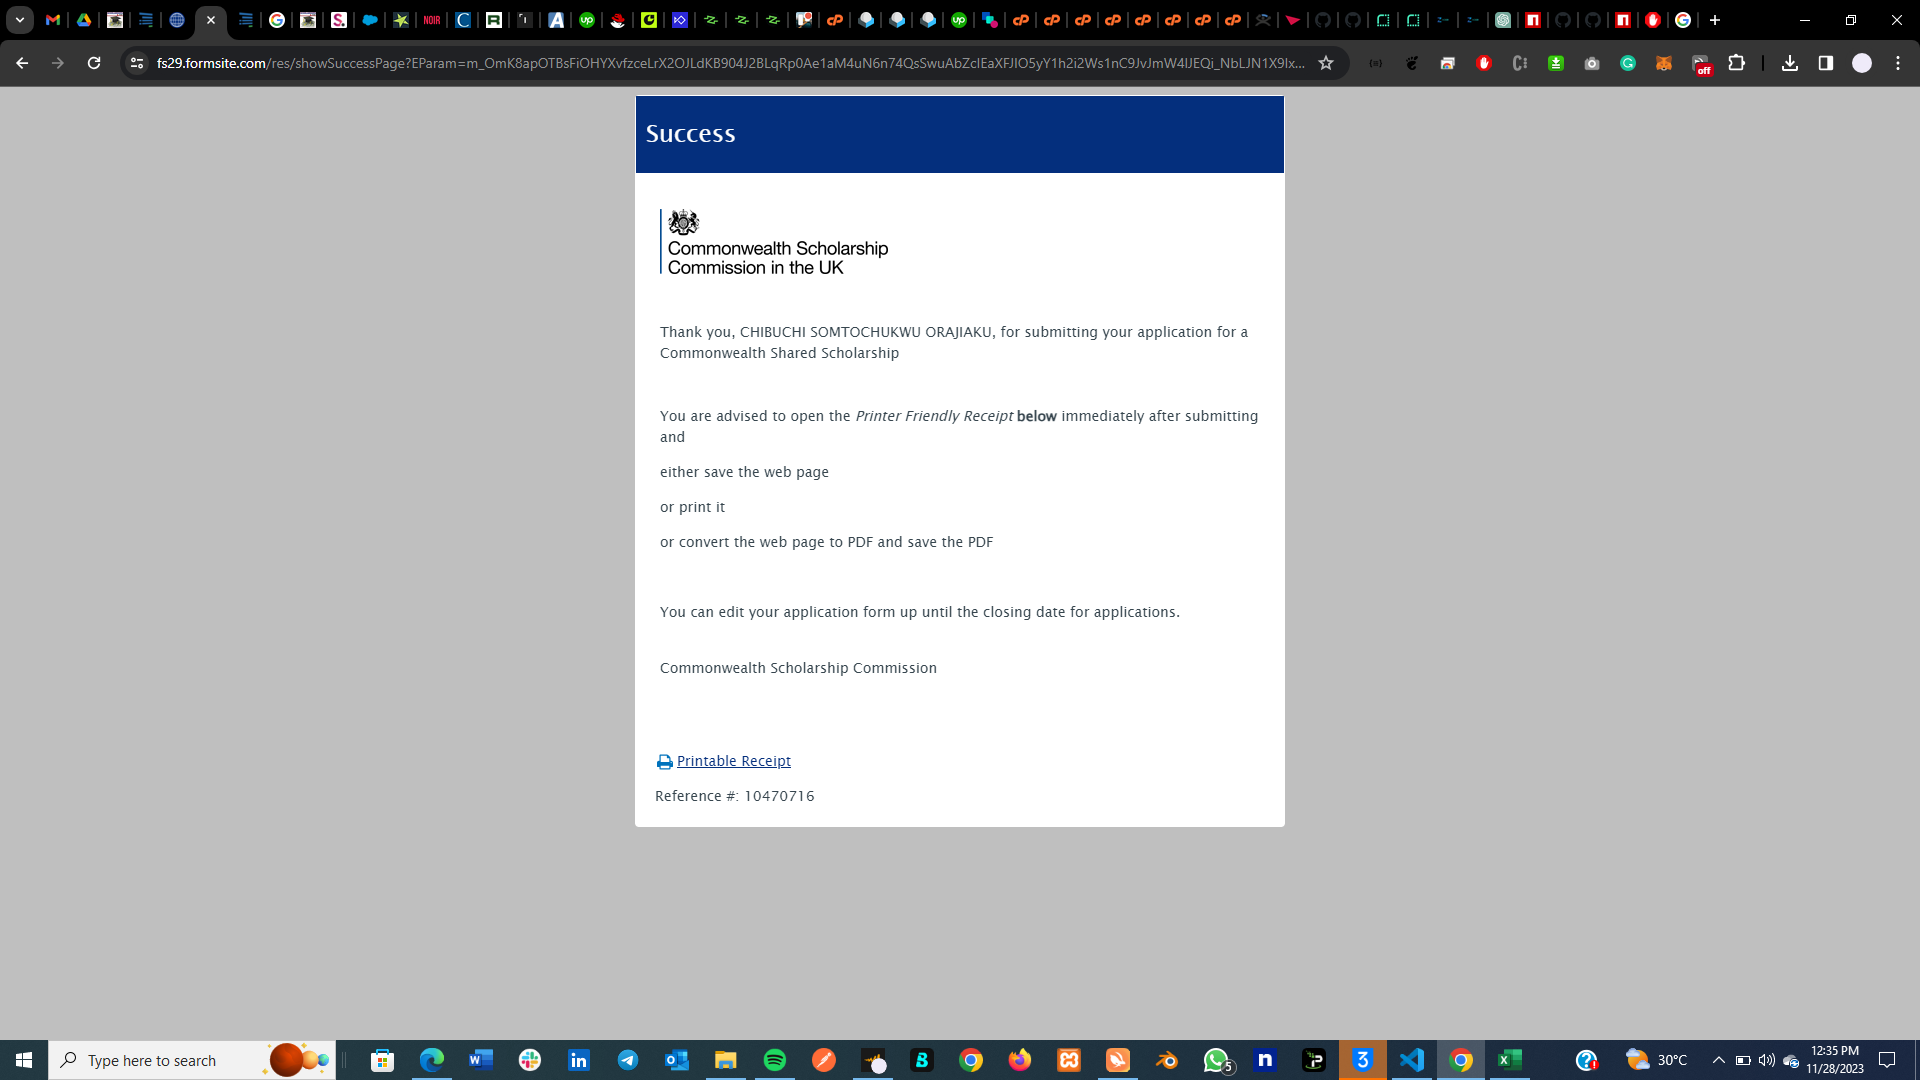 fs29.formsite.com/res/showSuccessPage?EParam=m_OmK8apOTBsFiOHYXvfzceLrX2OJLdKB904J2BLqRp0Ae1aM4uN6n74QsSwuAbZclEaXFJIO5yY1h2i2Ws1nC9JvJmW4IJEQi_NbLJN1X9lx...
off
Success
Commonwealth Scholarship
Commission in the UK
Thank you, CHIBUCHI SOMTOCHUKWU ORAJIAKU, for submitting your application for a
Commonwealth Shared Scholarship
You are advised to open the Printer Friendly Receipt below immediately after submitting
and
either save the web page
or print it
or convert the web page to PDF and save the PDF
You can edit your application form up until the closing date for applications.
Commonwealth Scholarship Commission
Printable Receipt
Reference #: 10470716
Type here to search
5
30°C
12:35 PM
11/28/2023